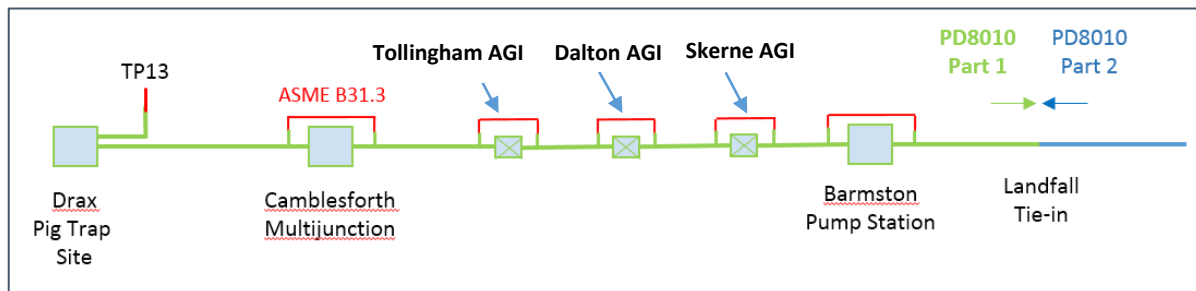 Tollingham AGI
Dalton AGI
Skerne AGI
PD8010
Part 1
PD8010
Part 2
TP13
ASME B31.3
Drax
Pig Trap
Site
Camblesforth
Multijunction
Barmston
Pump Station
Landfall
Tie-in